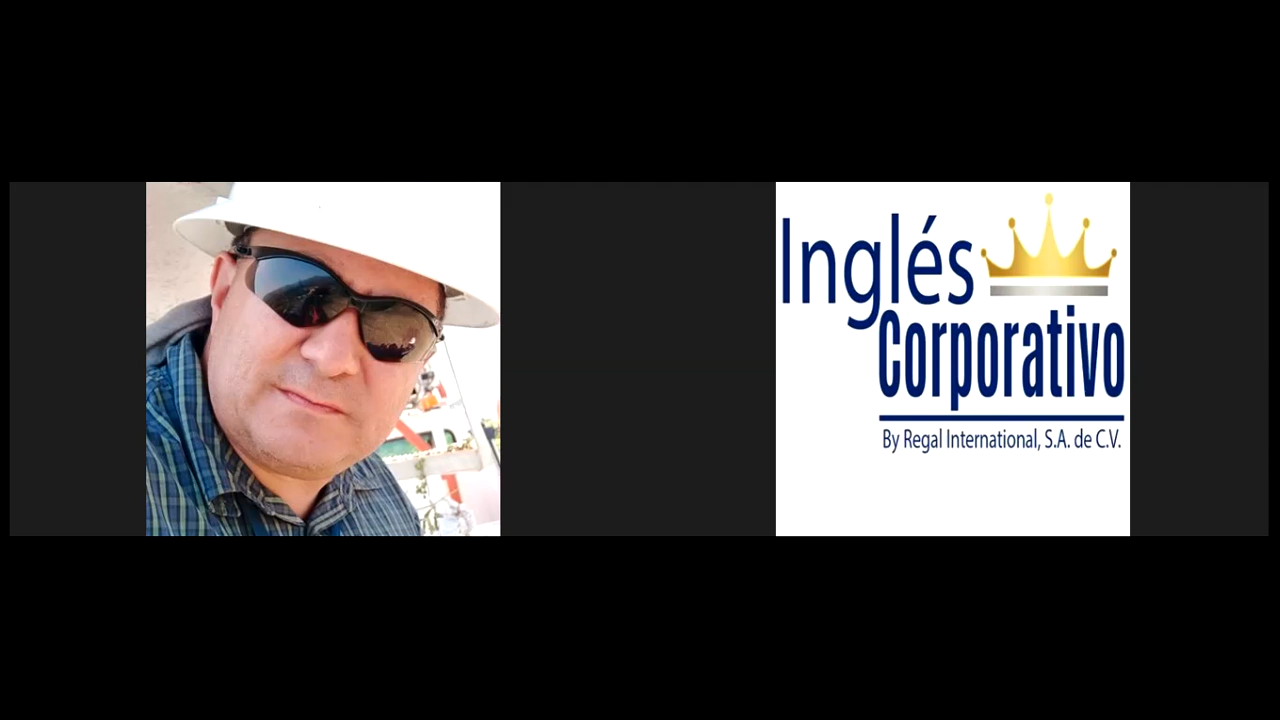 Inglés
Corporativo
By Regal International, S.A. de C.V.